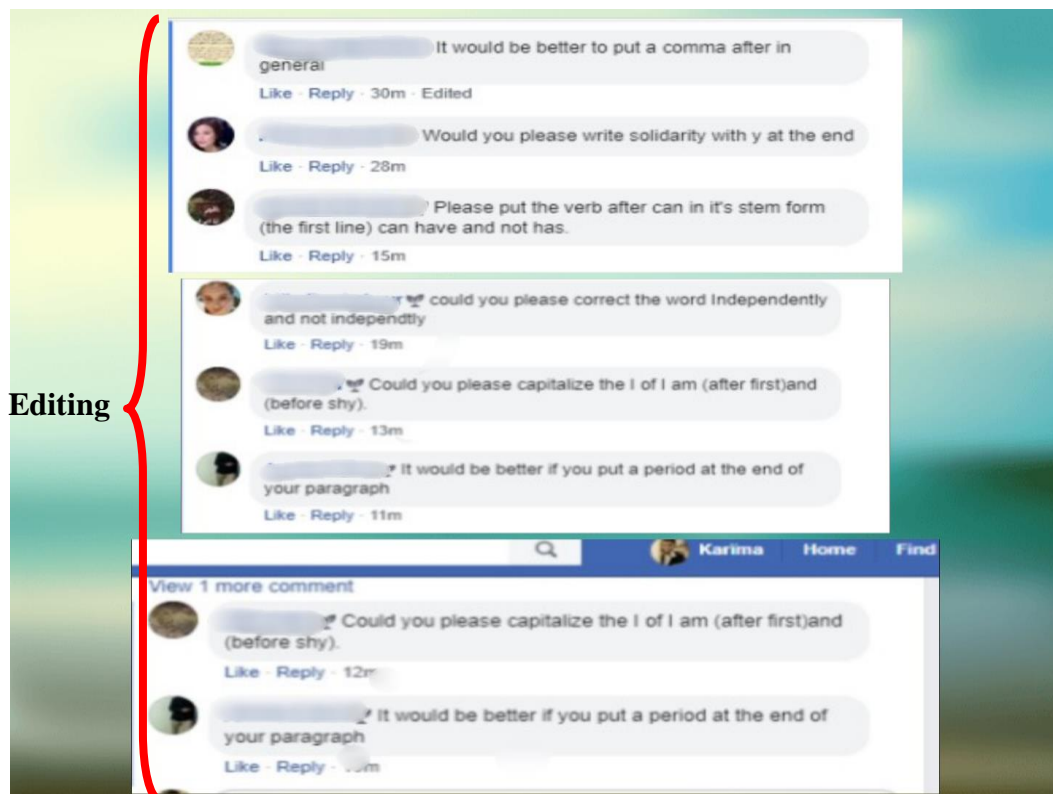 It would be better to put a comma after in
general
Like · Reply · 30m · Edited
Would you please write solidarity with y at the end
Like · Reply · 28m
Please put the verb after can in it's stem form
(the first line) can have and not has.
Like · Reply · 15m
could you please correct the word Independently
and not independtly
Like · Reply · 19m
Could you please capitalize the I of I am (after first)and
(before shy).
Like · Reply · 13m
Editing
It would be better if you put a period at the end of
your paragraph
Like · Reply · 11m
Karima Home Find
View 1 more comment
Could you please capitalize the I of I am (after first)and
(before shy).
Like · Reply · 12m
It would be better if you put a period at the end of
your paragraph
Like · Reply